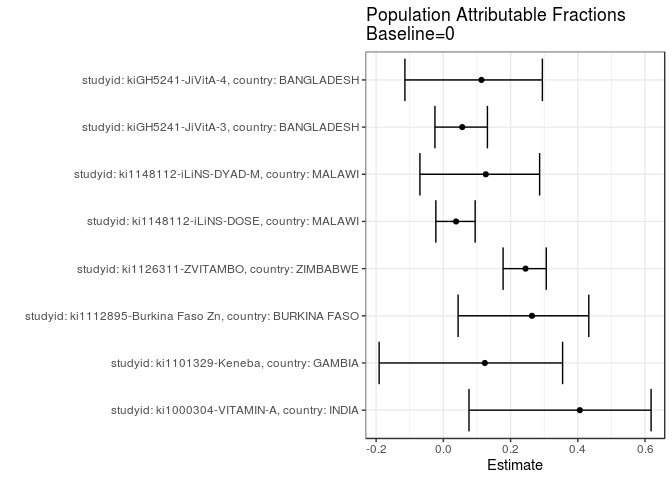 Population Attributable Fractions
Baseline=0
studyid: kiGH5241-JiVitA-4, country: BANGLADESH
studyid: kiGH5241-JiVitA-3, country: BANGLADESH
studyid: ki1148112-iLiNS-DYAD-M, country: MALAWI
studyid: ki1148112-iLiNS-DOSE, country: MALAWI
studyid: ki1126311-ZVITAMBO, country: ZIMBABWE
studyid: ki1112895-Burkina Faso Zn, country: BURKINA FASO
studyid: ki1101329-Keneba, country: GAMBIA
studyid: ki1000304-VITAMIN-A, country: INDIA
-0.2 0.0 0.2 0.4 0.6
Estimate